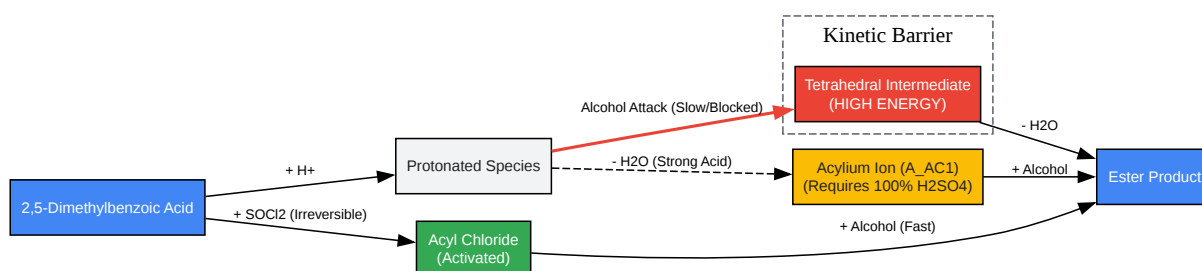 Kinetic Barrier
Tetrahedral Intermediate
(HIGH ENERGY)
Alcohol Attack (Slow/Blocked)
- H2O
Protonated Species
- H2O (Strong Acid)
Acylium Ion (A_AC1)
(Requires 100% H2SO4)
+ Alcohol
Ester Product
+ H+
2,5-Dimethylbenzoic Acid
+ SOCl2 (Irreversible)
Acyl Chloride
(Activated)
+ Alcohol (Fast)